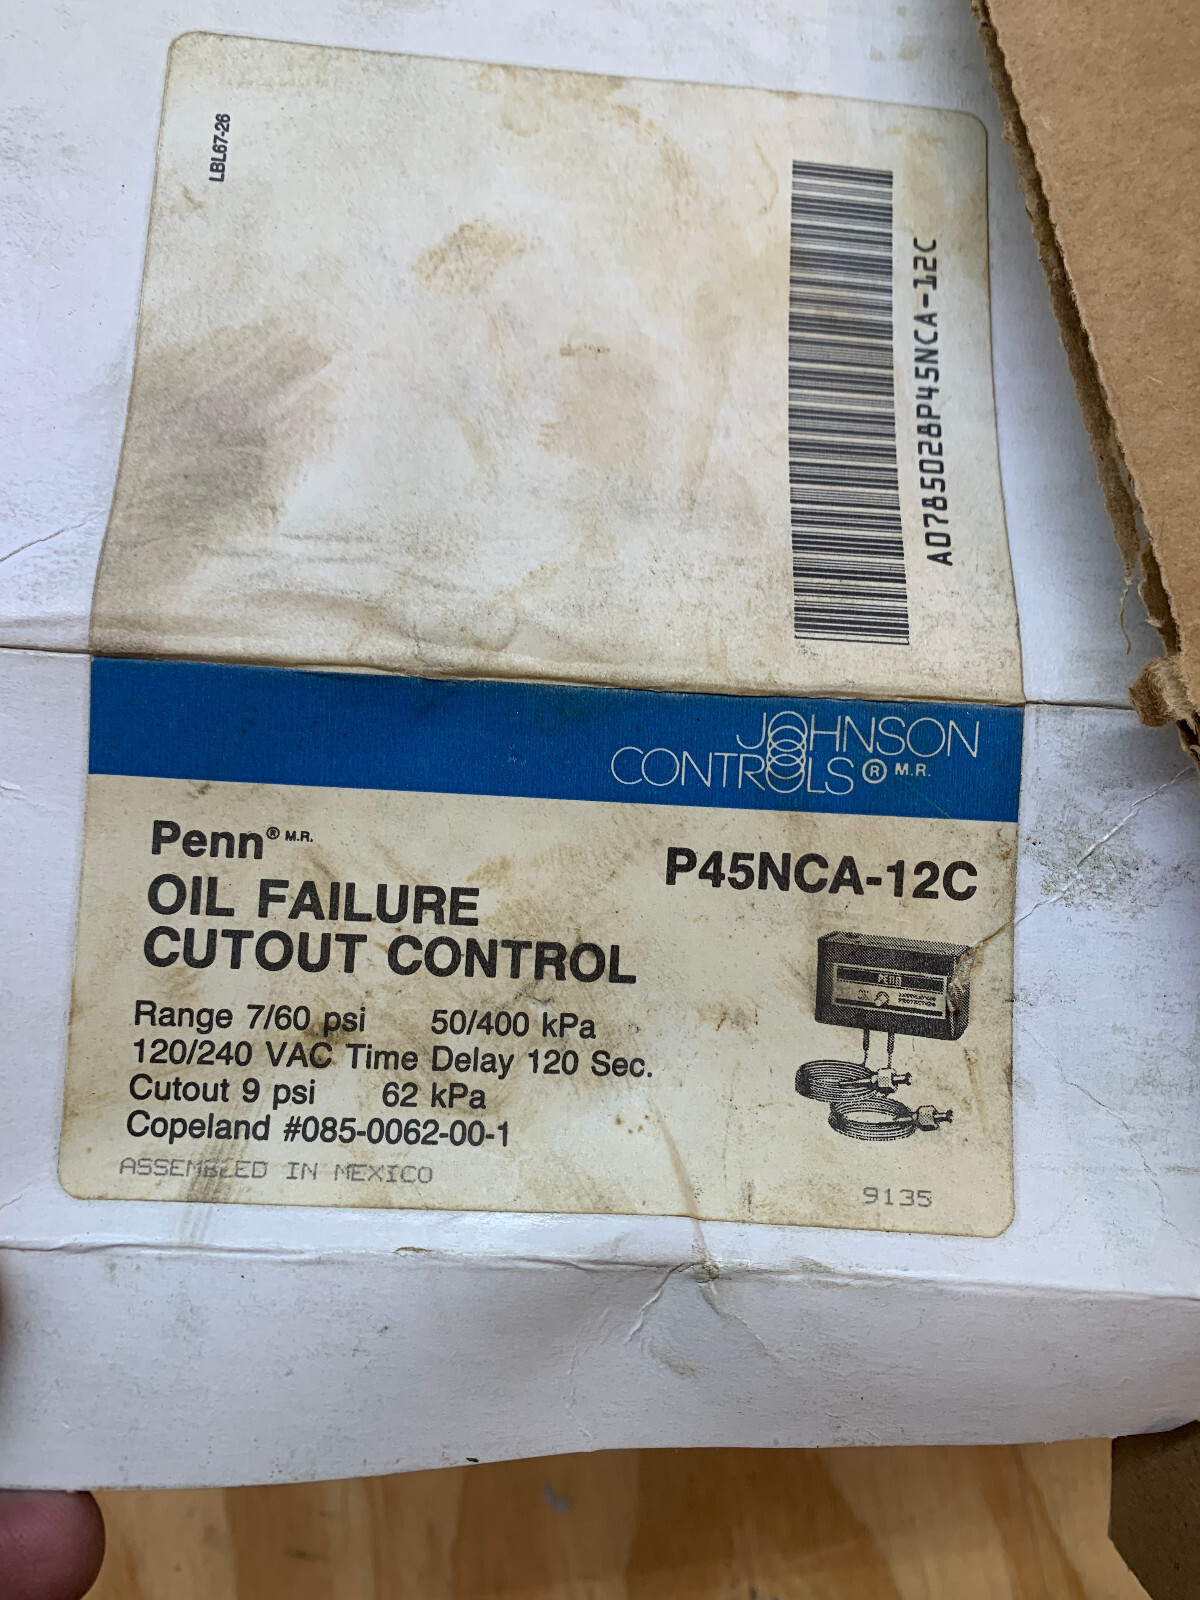 LBL67-26
A0785028P45NCA-12C
JOHNSON
CONTROLS ® M.R.
Penn® M.R.
OIL FAILURE
CUTOUT CONTROL
P45NCA-12C
PENN
Range 7/60 psi 50/400 kPa
120/240 VAC Time Delay 120 Sec.
Cutout 9 psi 62 kPa
Copeland #085-0062-00-1
ASSEMBLED IN MEXICO
9135